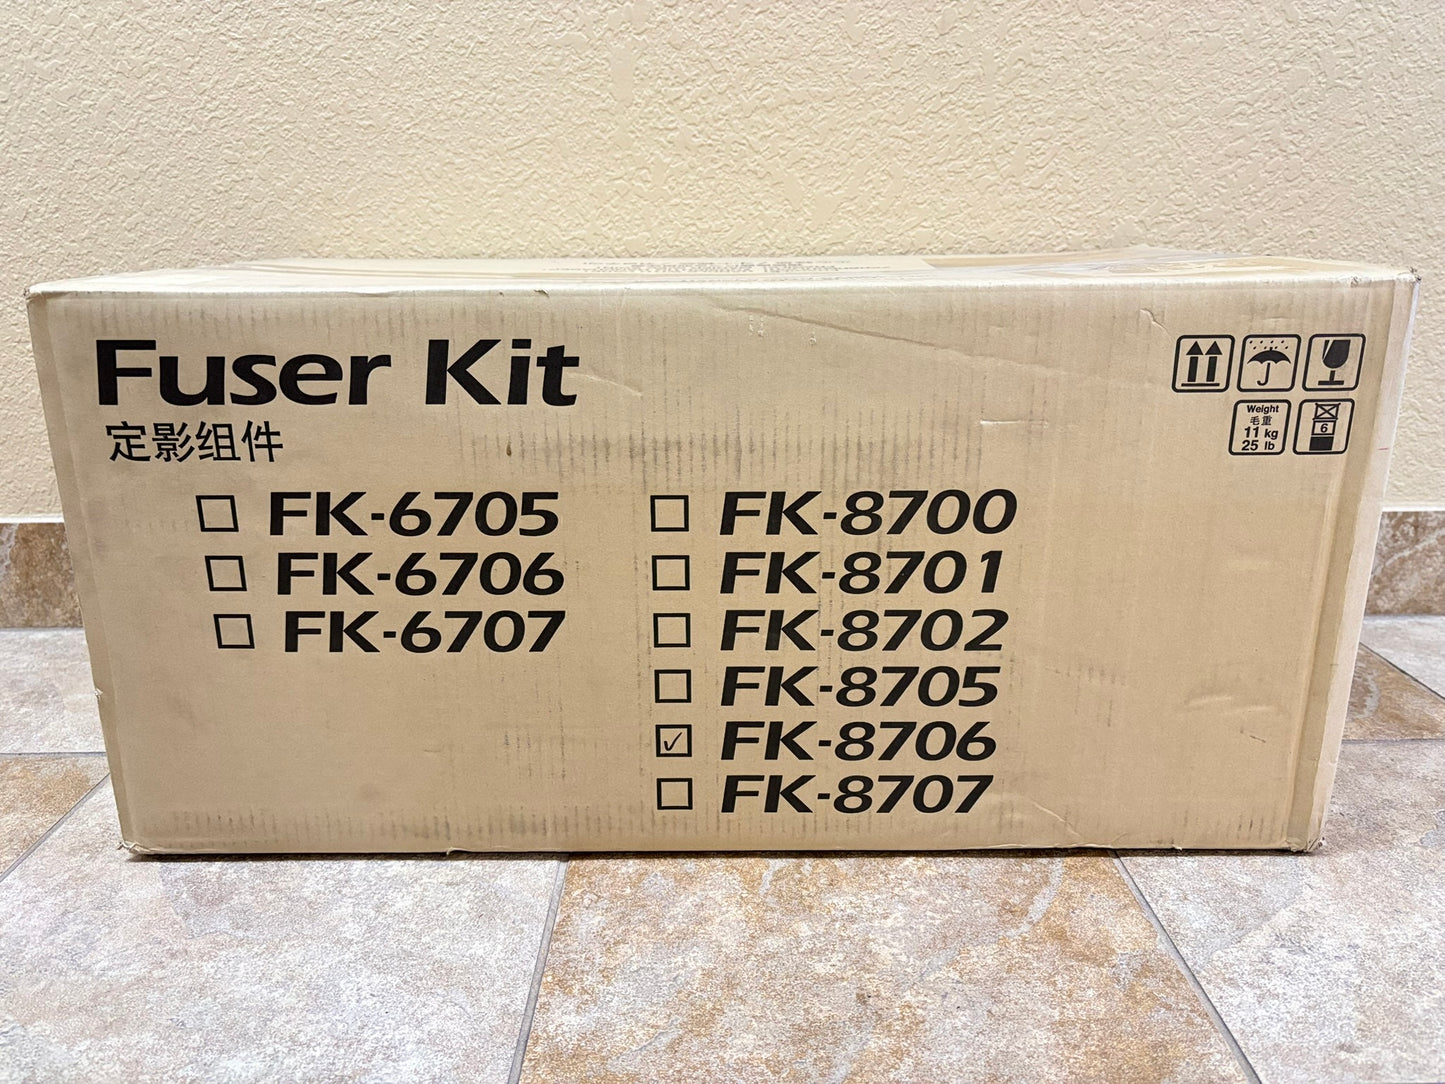 Fuser Kit
定影组件
FK-6705
FK-6706
FK-6707
FK-8700
FK-8701
FK-8702
FK-8705
FK-8706
FK-8707
Weight
毛重
11 kg
25 lb
6